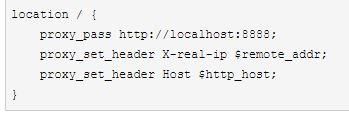 location / {
    proxy_pass http://localhost:8888;
    proxy_set_header X-real-ip $remote_addr;
    proxy_set_header Host $http_host;
}